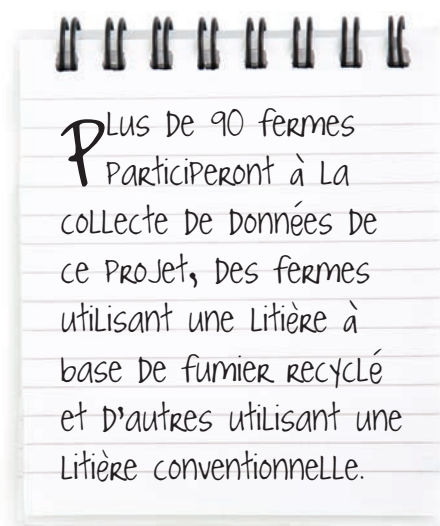 Plus de 90 fermes
participeront à la
collecte de données de
ce projet, des fermes
utilisant une litière à
base de fumier recyclé
et d'autres utilisant une
litière conventionnelle.